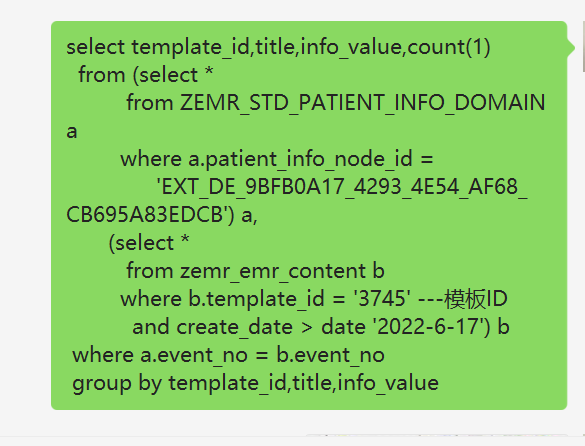 select template_id,title,info_value,count(1)
from (select *
from ZEMR_STD_PATIENT_INFO_DOMAIN
a
where a.patient_info_node_id =
'EXT_DE_9BFB0A17_4293_4E54_AF68_
CB695A83EDCB') a,
(select *
from zemr_emr_content b
where b.template_id = '3745' ---模板ID
and create_date > date '2022-6-17') b
where a.event_no = b.event_no
group by template_id,title,info_value